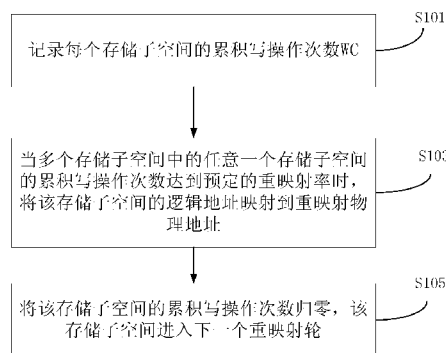 S101
记录每个存储子空间的累积写操作次数WC
S103
当多个存储子空间中的任意一个存储子空间
的累积写操作次数达到预定的重映射率时，
将该存储子空间的逻辑地址映射到重映射物
理地址
S105
将该存储子空间的累积写操作次数归零，该
存储子空间进入下一个重映射轮